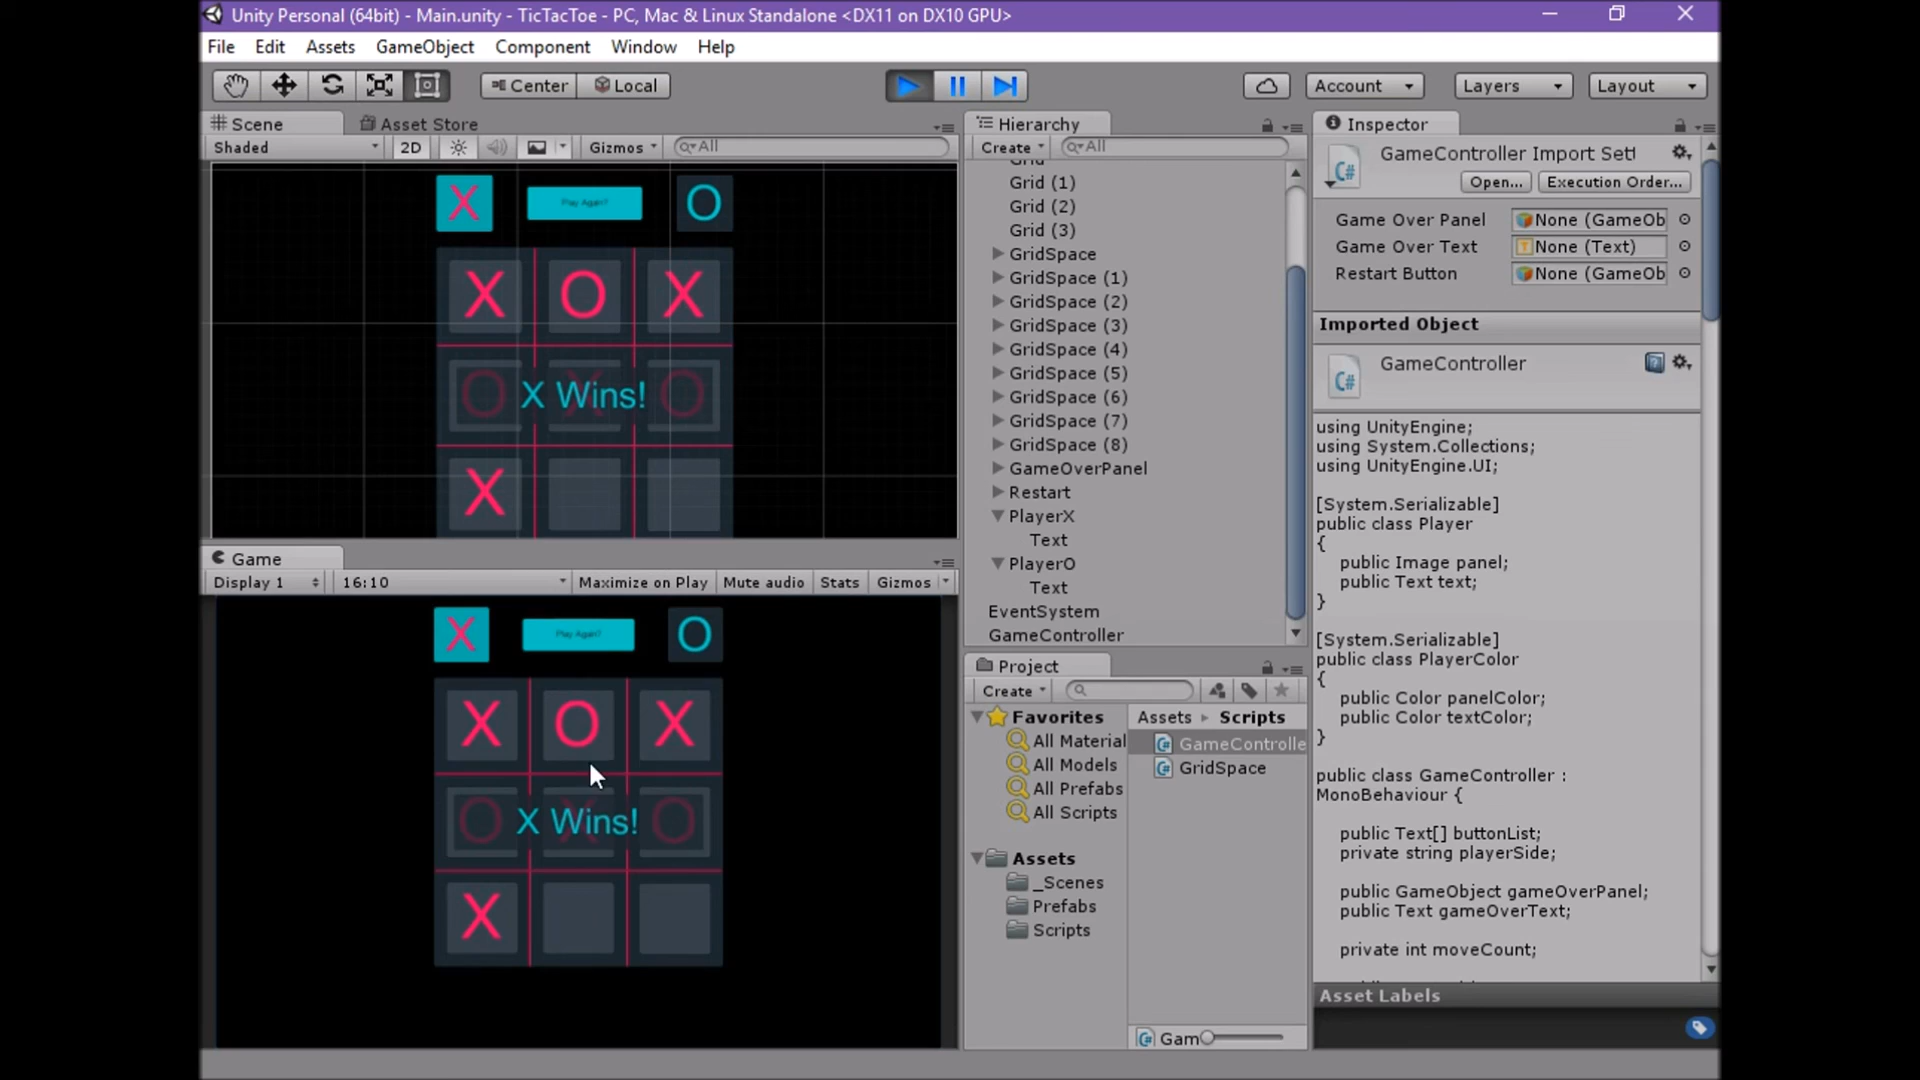 Unity Personal (64bit) - Main.unity - TicTacToe - PC, Mac & Linux Standalone <DX11 on DX10 GPU>
File Edit Assets GameObject Component Window Help
Center Local Account Layers Layout
Scene Asset Store
Shaded 2D Gizmos All
X Play Again? O
X O X
O X O
X Wins!
X
Game
Display 1 16:10 Maximize on Play Mute audio Stats Gizmos
X Play Again? O
X O X
O X O
X Wins!
X
Hierarchy
Create All
Grid
Grid (1)
Grid (2)
Grid (3)
GridSpace
GridSpace (1)
GridSpace (2)
GridSpace (3)
GridSpace (4)
GridSpace (5)
GridSpace (6)
GridSpace (7)
GridSpace (8)
GameOverPanel
Restart
PlayerX
Text
PlayerO
Text
EventSystem
GameController
Project
Create
Favorites
All Material
All Models
All Prefabs
All Scripts
Assets
_Scenes
Prefabs
Scripts
Assets Scripts
C# GameControlle
C# GridSpace
C# Gam
Inspector
C# GameController Import Set
Open... Execution Order...
Game Over Panel None (GameOb
Game Over Text None (Text)
Restart Button None (GameOb
Imported Object
C# GameController
using UnityEngine;
using System.Collections;
using UnityEngine.UI;
[System.Serializable]
public class Player
{
public Image panel;
public Text text;
}
[System.Serializable]
public class PlayerColor
{
public Color panelColor;
public Color textColor;
}
public class GameController :
MonoBehaviour {
public Text[] buttonList;
private string playerSide;
public GameObject gameOverPanel;
public Text gameOverText;
private int moveCount;
Asset Labels